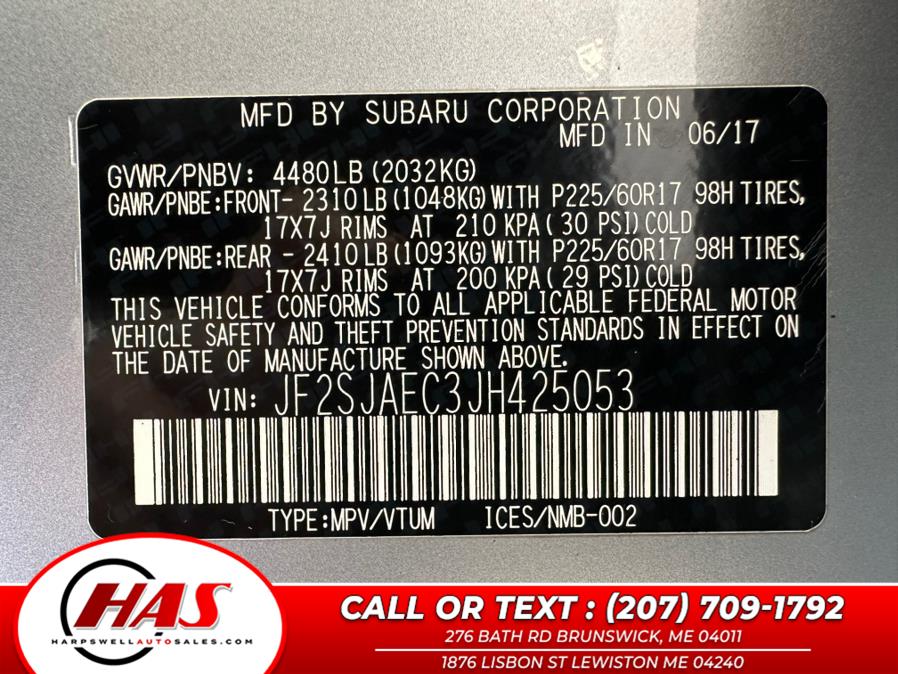 MFD BY SUBARU CORPORATION
MFD IN 06/17
GVWR/PNBV: 4480LB (2032KG)
GAWR/PNBE:FRONT- 2310LB(1048KG)WITH P225/60R17 98H TIRES,
17X7J RIMS AT 210 KPA(30 PSI)COLD
GAWR/PNBE:REAR - 2410LB(1093KG)WITH P225/60R17 98H TIRES,
17X7J RIMS AT 200 KPA(29 PSI)COLD
THIS VEHICLE CONFORMS TO ALL APPLICABLE FEDERAL MOTOR
VEHICLE SAFETY AND THEFT PREVENTION STANDARDS IN EFFECT ON
THE DATE OF MANUFACTURE SHOWN ABOVE.
VIN: JF2SJAEC3JH425053
TYPE:MPV/VTUM ICES/NMB-002
HAS
HARPSWELLAUTOSALES.COM
CALL OR TEXT : (207) 709-1792
276 BATH RD BRUNSWICK, ME 04011
1876 LISBON ST LEWISTON ME 04240